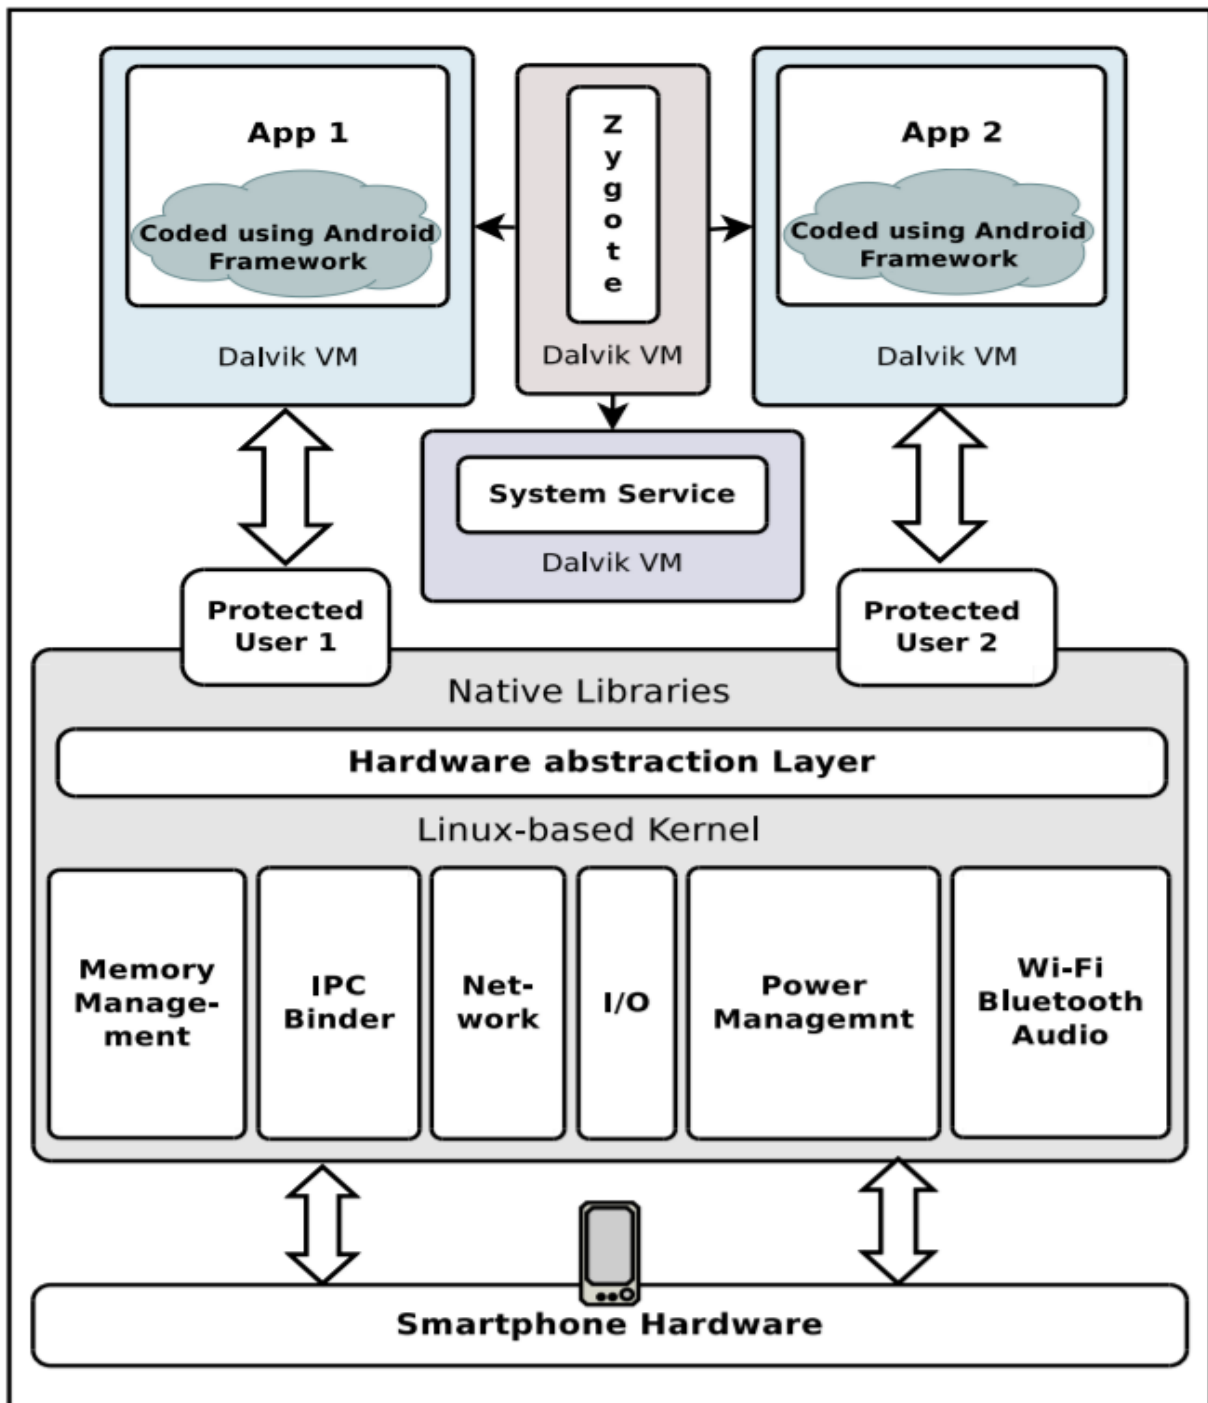 App 1
Coded using Android
Framework
Dalvik VM
Z
y
g
o
t
e
Dalvik VM
App 2
Coded using Android
Framework
Dalvik VM
System Service
Dalvik VM
Protected
User 1
Protected
User 2
Native Libraries
Hardware abstraction Layer
Linux-based Kernel
Memory
Manage-
ment
IPC
Binder
Net-
work
I/O
Power
Managemnt
Wi-Fi
Bluetooth
Audio
Smartphone Hardware